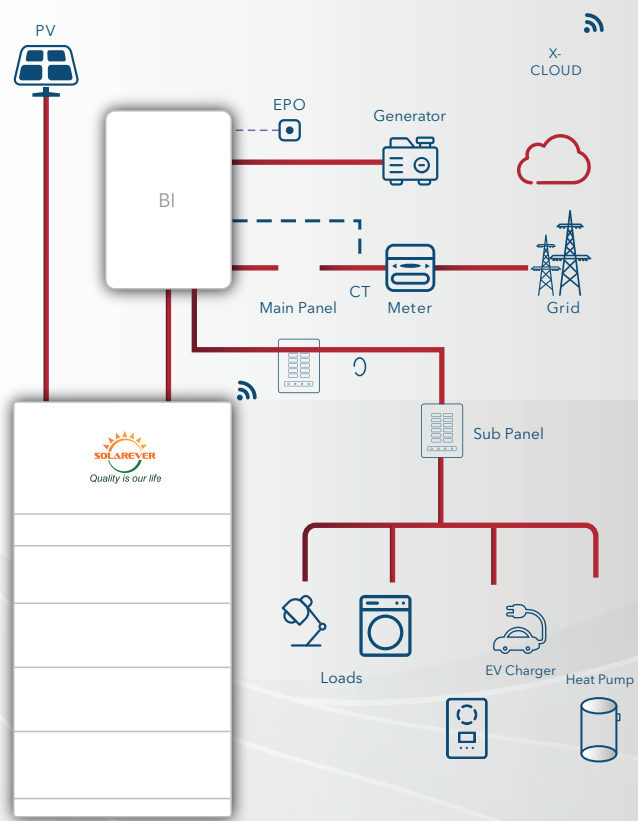 PV
X-
CLOUD
EPO
Generator
BI
CT
Main Panel
Meter
Grid
SOLAREVER
Quality is our life
Sub Panel
Loads
EV Charger
Heat Pump